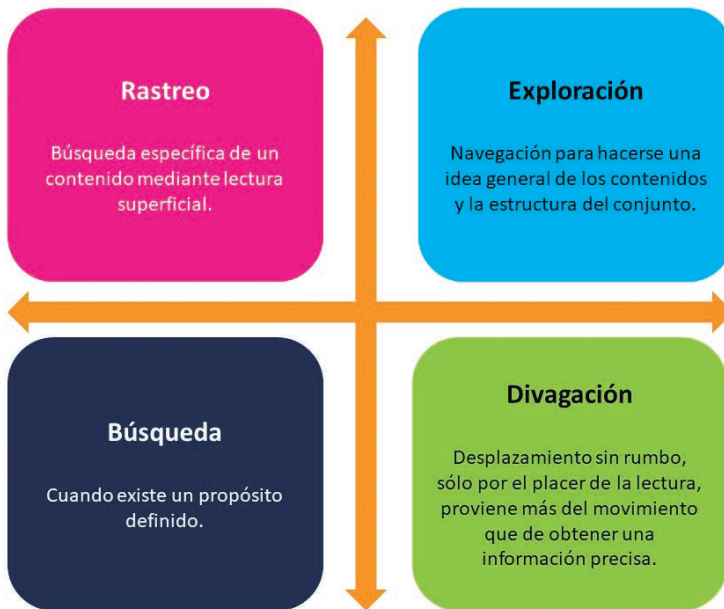 Rastreo
Búsqueda específica de un
contenido mediante lectura
superficial.
Exploración
Navegación para hacerse una
idea general de los contenidos
y la estructura del conjunto.
Búsqueda
Cuando existe un propósito
definido.
Divagación
Desplazamiento sin rumbo,
sólo por el placer de la lectura,
proviene más del movimiento
que de obtener una
información precisa.